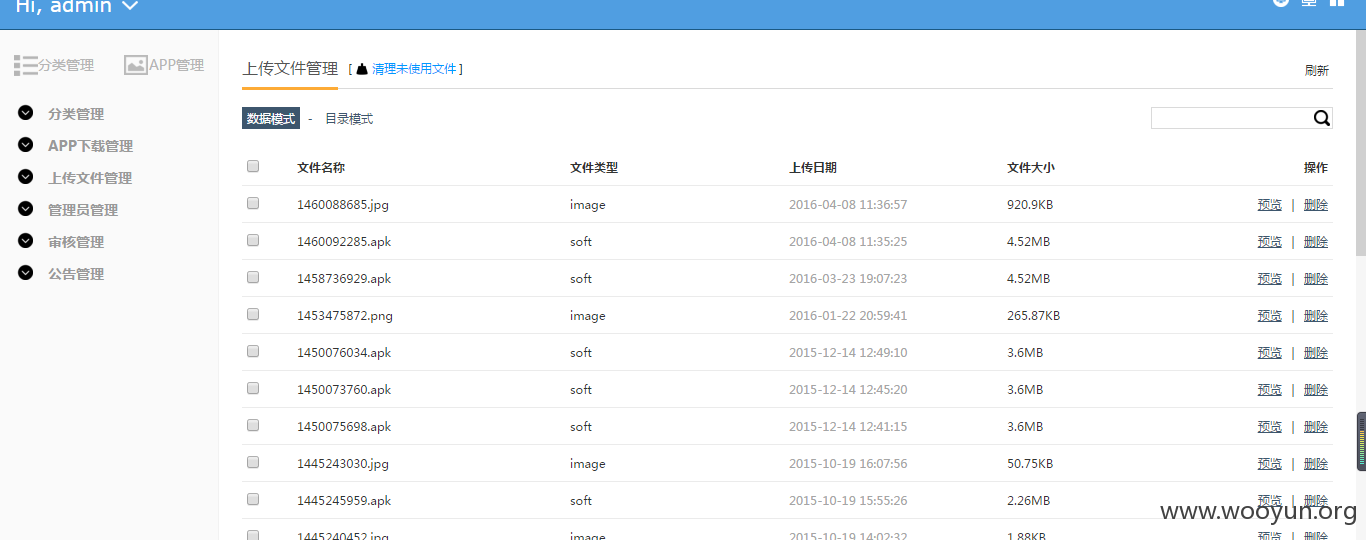 Hi, admin
分类管理 APP管理
分类管理
APP下载管理
上传文件管理
管理员管理
审核管理
公告管理
上传文件管理 [ 清理未使用文件 ] 刷新
数据模式 - 目录模式
文件名称 文件类型 上传日期 文件大小 操作
1460088685.jpg image 2016-04-08 11:36:57 920.9KB 预览 | 删除
1460092285.apk soft 2016-04-08 11:35:25 4.52MB 预览 | 删除
1458736929.apk soft 2016-03-23 19:07:23 4.52MB 预览 | 删除
1453475872.png image 2016-01-22 20:59:41 265.87KB 预览 | 删除
1450076034.apk soft 2015-12-14 12:49:10 3.6MB 预览 | 删除
1450073760.apk soft 2015-12-14 12:45:20 3.6MB 预览 | 删除
1450075698.apk soft 2015-12-14 12:41:15 3.6MB 预览 | 删除
1445243030.jpg image 2015-10-19 16:07:56 50.75KB 预览 | 删除
1445245959.apk soft 2015-10-19 15:55:26 2.26MB 预览 | 删除
1445240452.jpg image 2015-10-19 14:02:32 1.88KB 预览 | 删除
www.wooyun.org